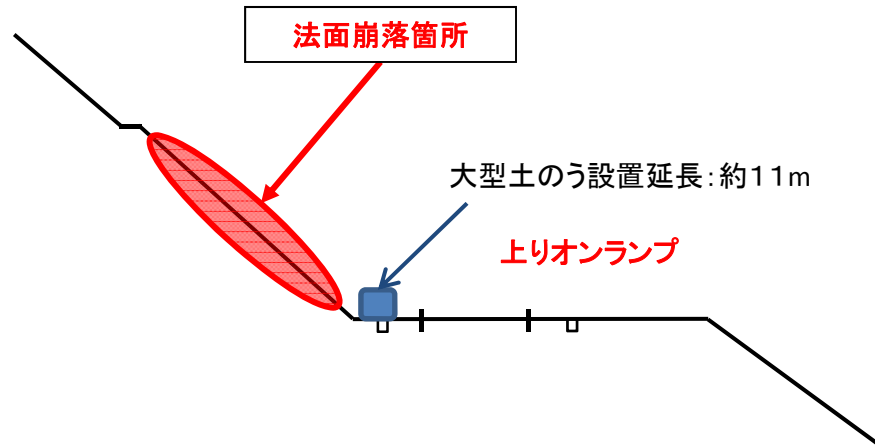 法面崩落箇所
大型土のう設置延長：約１１ｍ
上りオンランプ